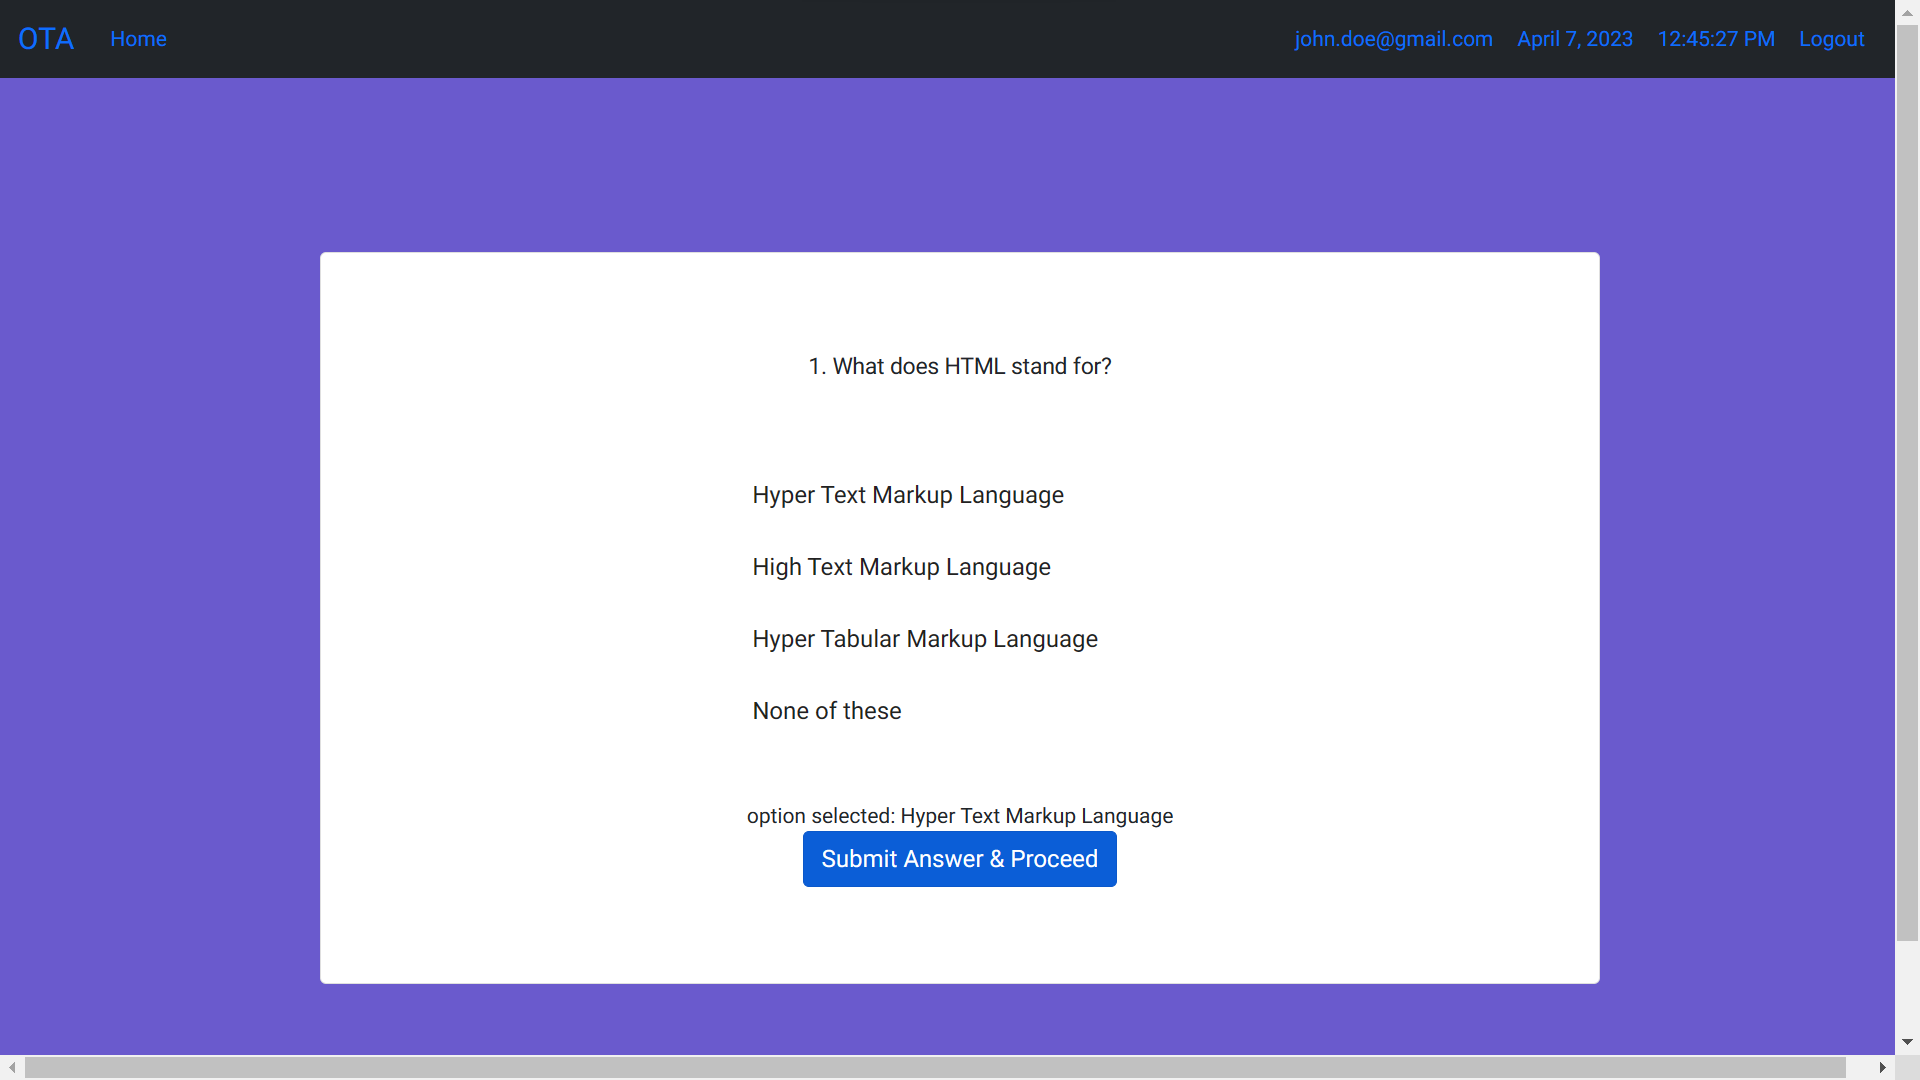 OTA Home john.doe@gmail.com April 7, 2023 12:45:27 PM Logout
1. What does HTML stand for?
Hyper Text Markup Language
High Text Markup Language
Hyper Tabular Markup Language
None of these
option selected: Hyper Text Markup Language
Submit Answer & Proceed